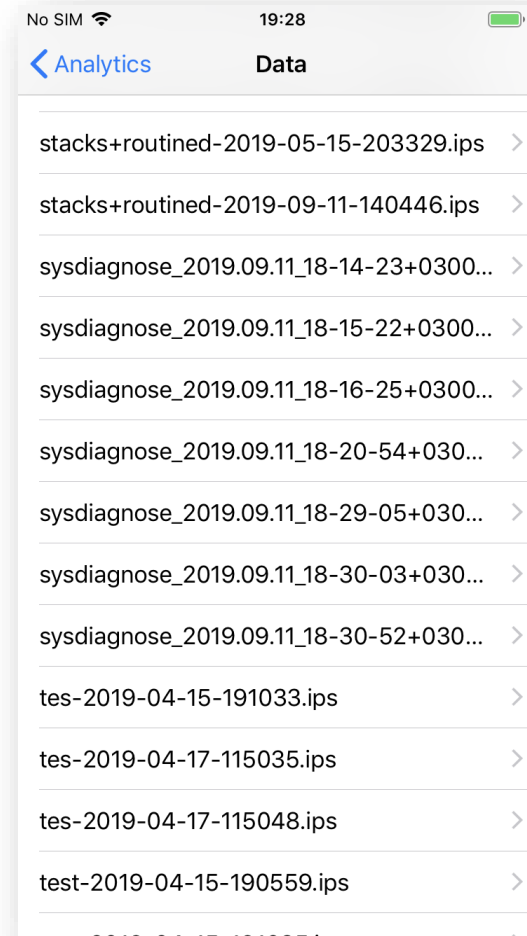 No SIM 19:28
Analytics Data
stacks+routined-2019-05-15-203329.ips
stacks+routined-2019-09-11-140446.ips
sysdiagnose_2019.09.11_18-14-23+0300...
sysdiagnose_2019.09.11_18-15-22+0300...
sysdiagnose_2019.09.11_18-16-25+0300...
sysdiagnose_2019.09.11_18-20-54+030...
sysdiagnose_2019.09.11_18-29-05+030...
sysdiagnose_2019.09.11_18-30-03+030...
sysdiagnose_2019.09.11_18-30-52+030...
tes-2019-04-15-191033.ips
tes-2019-04-17-115035.ips
tes-2019-04-17-115048.ips
test-2019-04-15-190559.ips